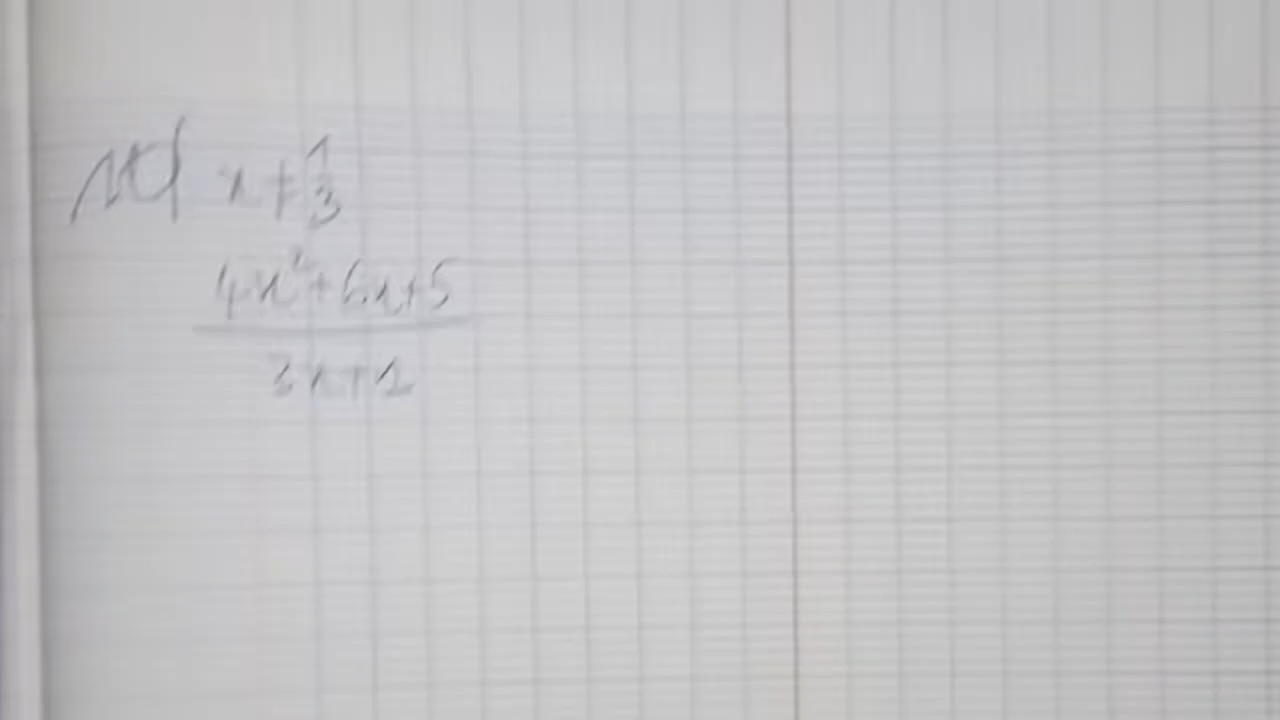 x ≠ 1/3
4x²+6x+5
3x+1